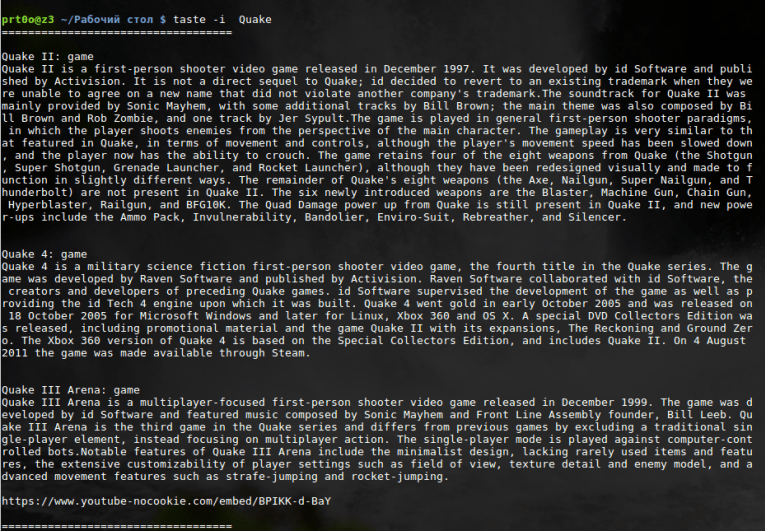 prt0o@z3 ~/Рабочий стол $ taste -i  Quake
===================================
Quake II: game
Quake II is a first-person shooter video game released in December 1997. It was developed by id Software and publi
shed by Activision. It is not a direct sequel to Quake; id decided to revert to an existing trademark when they we
re unable to agree on a new name that did not violate another company's trademark.The soundtrack for Quake II was
mainly provided by Sonic Mayhem, with some additional tracks by Bill Brown; the main theme was also composed by Bi
ll Brown and Rob Zombie, and one track by Jer Sypult.The game is played in general first-person shooter paradigms,
 in which the player shoots enemies from the perspective of the main character. The gameplay is very similar to th
at featured in Quake, in terms of movement and controls, although the player's movement speed has been slowed down
, and the player now has the ability to crouch. The game retains four of the eight weapons from Quake (the Shotgun
, Super Shotgun, Grenade Launcher, and Rocket Launcher), although they have been redesigned visually and made to f
unction in slightly different ways. The remainder of Quake's eight weapons (the Axe, Nailgun, Super Nailgun, and T
hunderbolt) are not present in Quake II. The six newly introduced weapons are the Blaster, Machine Gun, Chain Gun,
 Hyperblaster, Railgun, and BFG10K. The Quad Damage power up from Quake is still present in Quake II, and new powe
r-ups include the Ammo Pack, Invulnerability, Bandolier, Enviro-Suit, Rebreather, and Silencer.
Quake 4: game
Quake 4 is a military science fiction first-person shooter video game, the fourth title in the Quake series. The g
ame was developed by Raven Software and published by Activision. Raven Software collaborated with id Software, the
 creators and developers of preceding Quake games. id Software supervised the development of the game as well as p
roviding the id Tech 4 engine upon which it was built. Quake 4 went gold in early October 2005 and was released on
 18 October 2005 for Microsoft Windows and later for Linux, Xbox 360 and OS X. A special DVD Collectors Edition wa
s released, including promotional material and the game Quake II with its expansions, The Reckoning and Ground Zer
o. The Xbox 360 version of Quake 4 is based on the Special Collectors Edition, and includes Quake II. On 4 August
2011 the game was made available through Steam.
Quake III Arena: game
Quake III Arena is a multiplayer-focused first-person shooter video game released in December 1999. The game was d
eveloped by id Software and featured music composed by Sonic Mayhem and Front Line Assembly founder, Bill Leeb. Qu
ake III Arena is the third game in the Quake series and differs from previous games by excluding a traditional sin
gle-player element, instead focusing on multiplayer action. The single-player mode is played against computer-cont
rolled bots.Notable features of Quake III Arena include the minimalist design, lacking rarely used items and featu
res, the extensive customizability of player settings such as field of view, texture detail and enemy model, and a
dvanced movement features such as strafe-jumping and rocket-jumping.
https://www.youtube-nocookie.com/embed/BPIKK-d-BaY
===================================